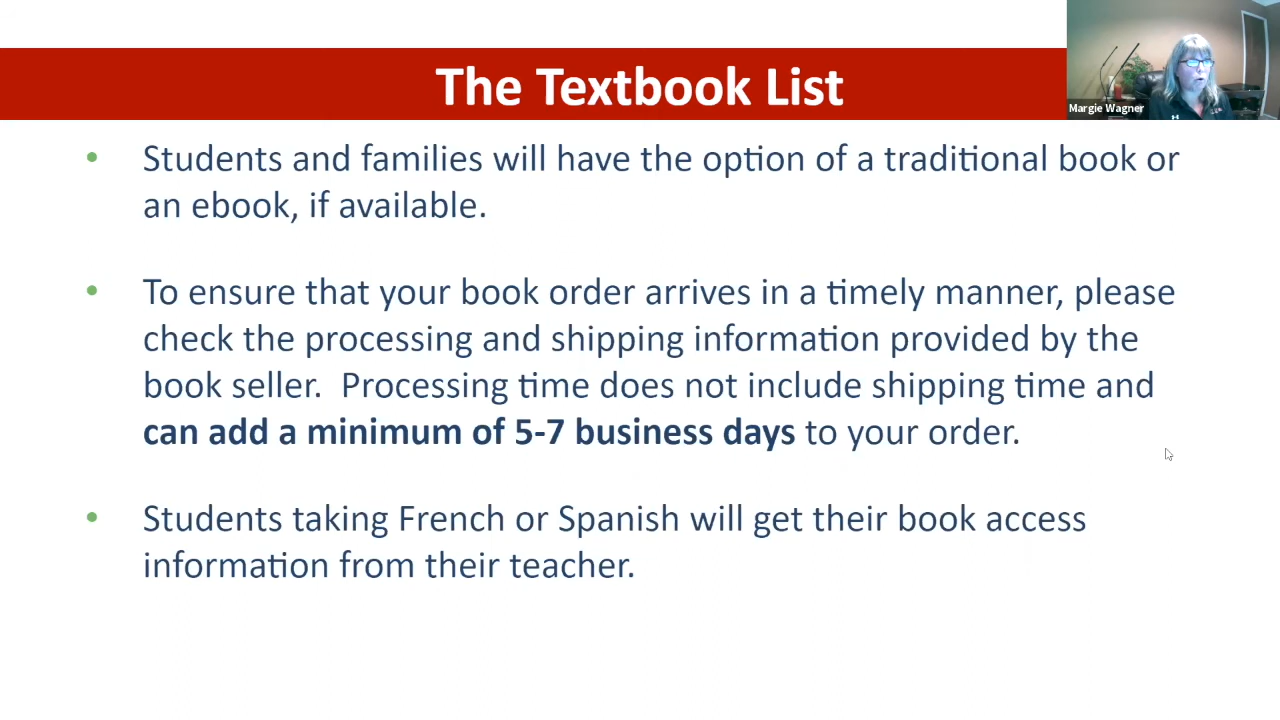 The Textbook List
Margie Wagner
• Students and families will have the option of a traditional book or
an ebook, if available.
• To ensure that your book order arrives in a timely manner, please
check the processing and shipping information provided by the
book seller.  Processing time does not include shipping time and
can add a minimum of 5-7 business days to your order.
• Students taking French or Spanish will get their book access
information from their teacher.